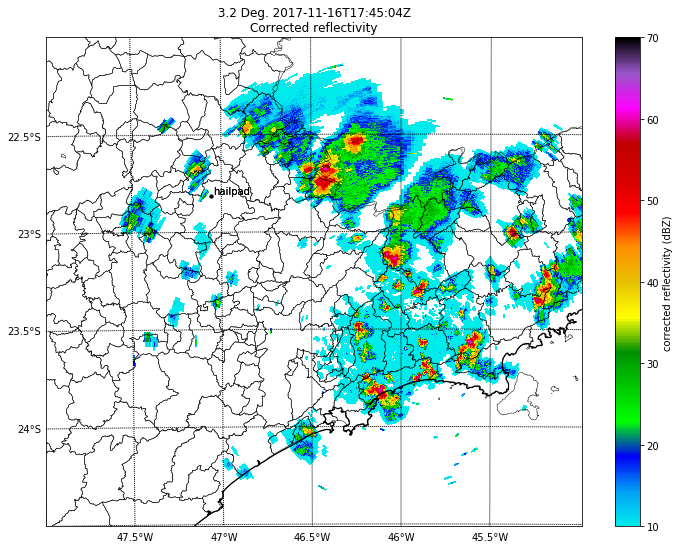 3.2 Deg. 2017-11-16T17:45:04Z
Corrected reflectivity
70
60
50
40
30
20
10
corrected reflectivity (dBZ)
22.5°S
23°S
23.5°S
24°S
hailpad
47.5°W
47°W
46.5°W
46°W
45.5°W